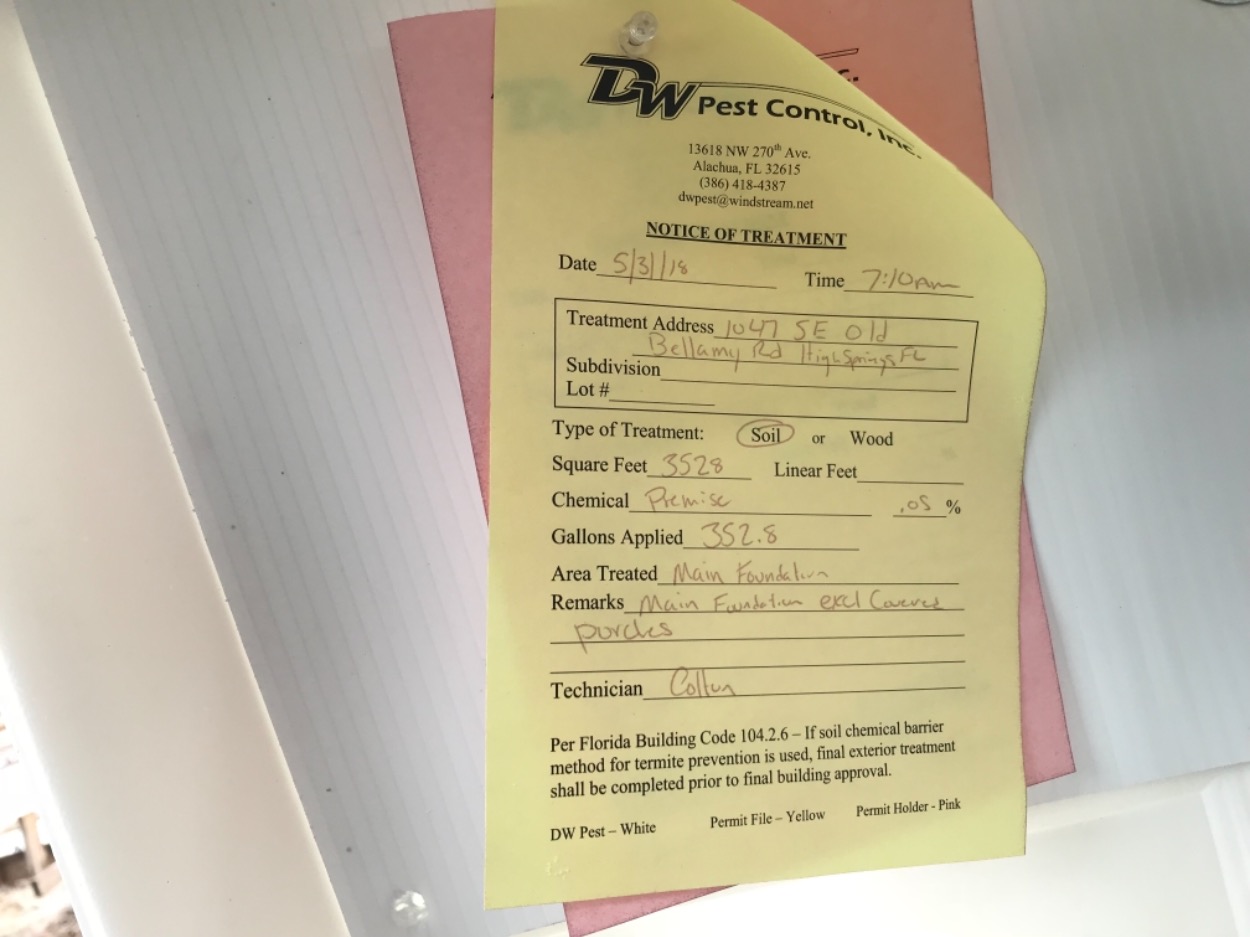 DW Pest Control, Inc.
c.
13618 NW 270th Ave.
Alachua, FL 32615
(386) 418-4387
dwpest@windstream.net
NOTICE OF TREATMENT
Date 5/31/18 Time 7:10am
Treatment Address 1047 SE Old
Bellamy Rd High Springs FL
Subdivision
Lot #
Type of Treatment: Soil or Wood
Square Feet 3528 Linear Feet
Chemical Premise .05 %
Gallons Applied 352.8
Area Treated Main Foundation
Remarks Main Foundation excl Covered
porches
Technician Colton
Per Florida Building Code 104.2.6 – If soil chemical barrier
method for termite prevention is used, final exterior treatment
shall be completed prior to final building approval.
DW Pest – White Permit File – Yellow Permit Holder - Pink